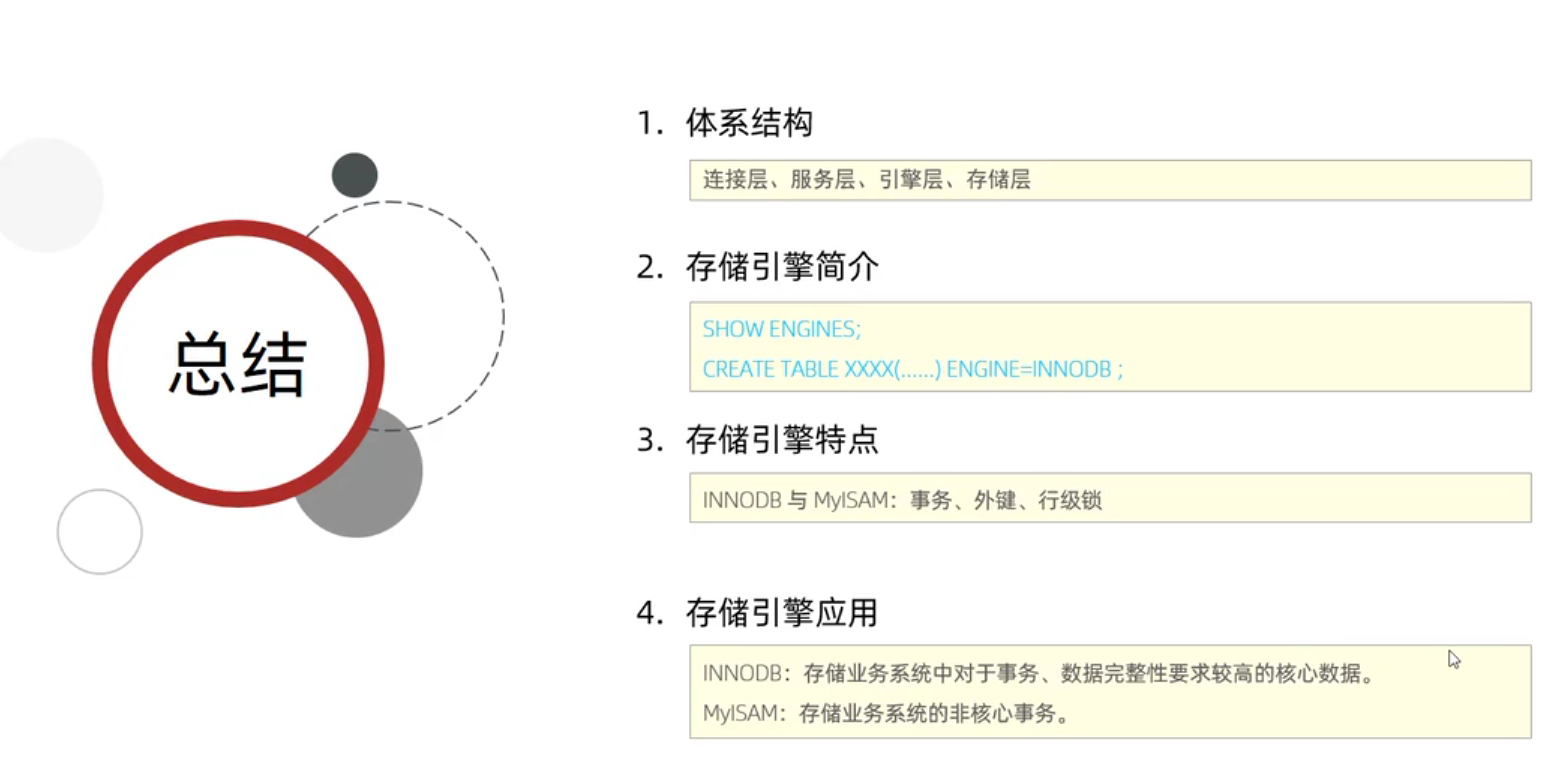 总结
1. 体系结构
连接层、服务层、引擎层、存储层
2. 存储引擎简介
SHOW ENGINES;
CREATE TABLE XXXX(......) ENGINE=INNODB ;
3. 存储引擎特点
INNODB 与 MyISAM：事务、外键、行级锁
4. 存储引擎应用
INNODB：存储业务系统中对于事务、数据完整性要求较高的核心数据。
MyISAM：存储业务系统的非核心事务。